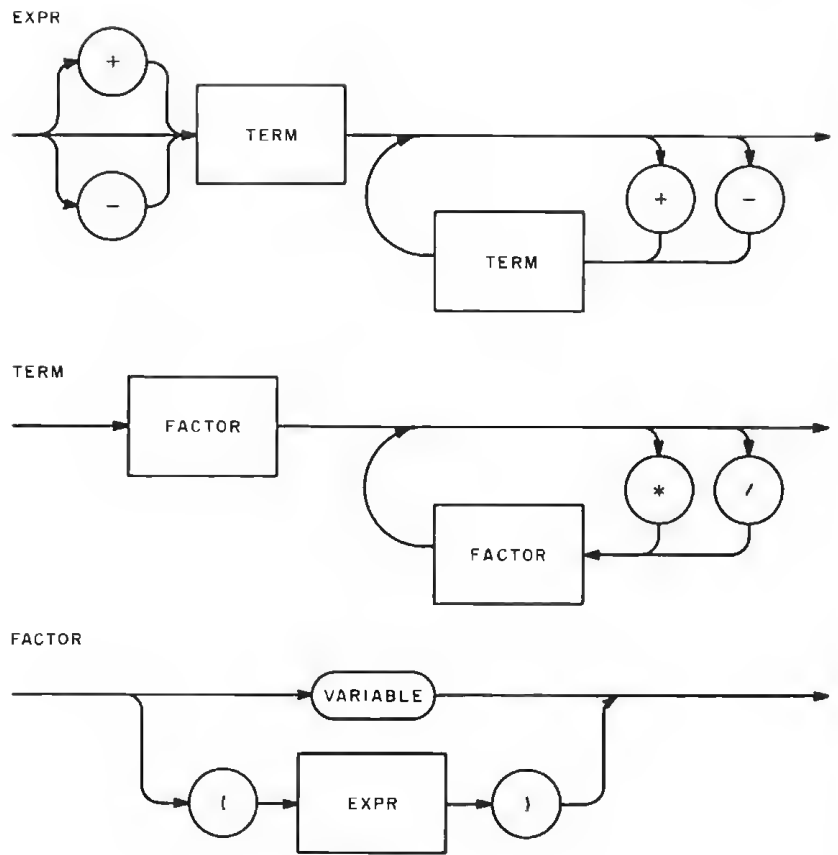 EXPR
+
TERM
-
+
-
TERM
TERM
FACTOR
*
/
FACTOR
FACTOR
VARIABLE
(
EXPR
)